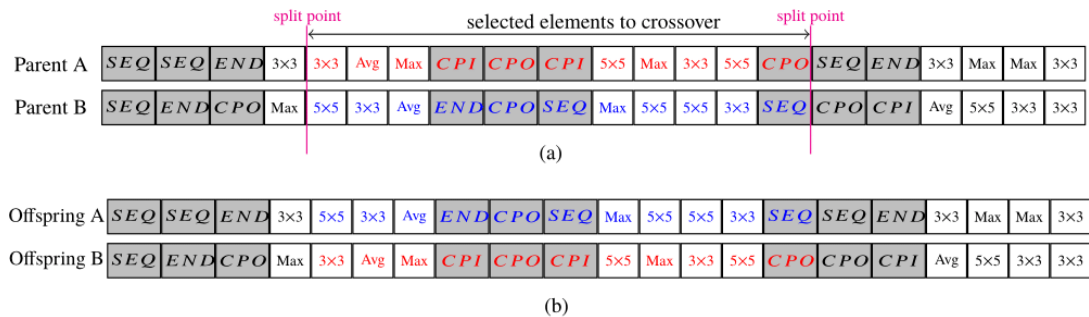 split point selected elements to crossover split point
Parent A SEQ SEQ END 3×3 3×3 Avg Max CPI CPO CPI 5×5 Max 3×3 5×5 CPO SEQ END 3×3 Max Max 3×3
Parent B SEQ END CPO Max 5×5 3×3 Avg END CPO SEQ Max 5×5 5×5 3×3 SEQ CPO CPI Avg 5×5 3×3 3×3
(a)
Offspring A SEQ SEQ END 3×3 5×5 3×3 Avg END CPO SEQ Max 5×5 5×5 3×3 SEQ SEQ END 3×3 Max Max 3×3
Offspring B SEQ END CPO Max 3×3 Avg Max CPI CPO CPI 5×5 Max 3×3 5×5 CPO CPO CPI Avg 5×5 3×3 3×3
(b)